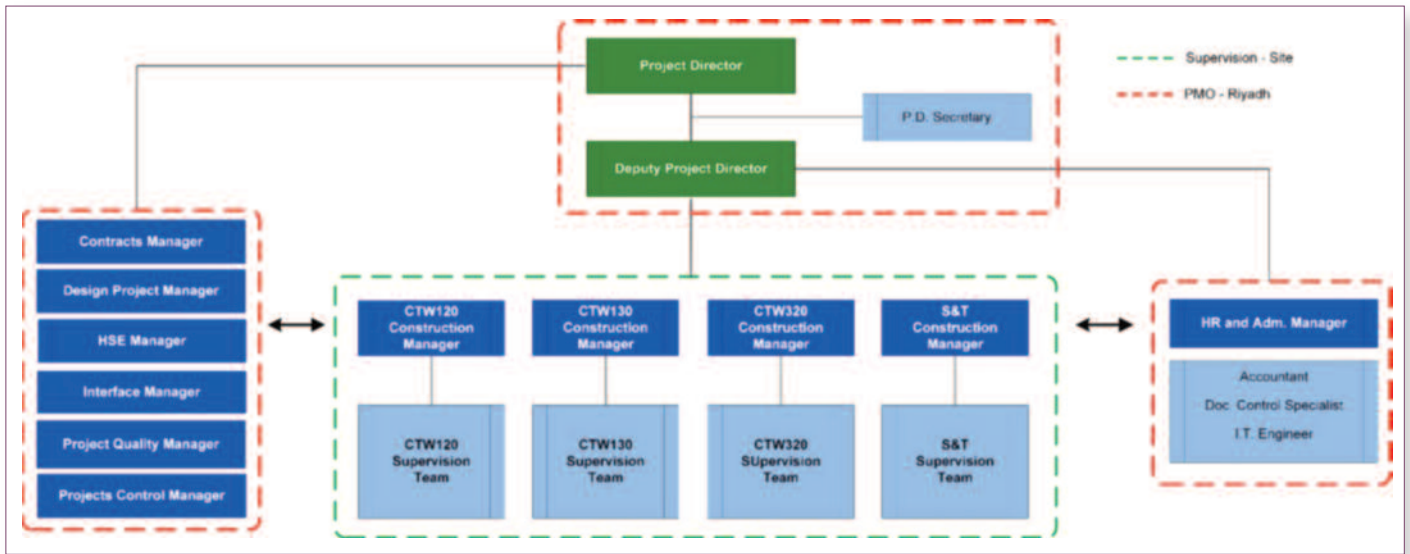 Project Director
P.D. Secretary
Deputy Project Director
Supervision - Site
PMO - Riyadh
Contracts Manager
Design Project Manager
HSE Manager
Interface Manager
Project Quality Manager
Projects Control Manager
CTW120
Construction
Manager
CTW130
Construction
Manager
CTW320
Construction
Manager
S&T
Construction
Manager
CTW120
Supervision
Team
CTW130
Supervision
Team
CTW320
SUpervision
Team
S&T
Supervision
Team
HR and Adm. Manager
Accountant
Doc. Control Specialist
I.T. Engineer